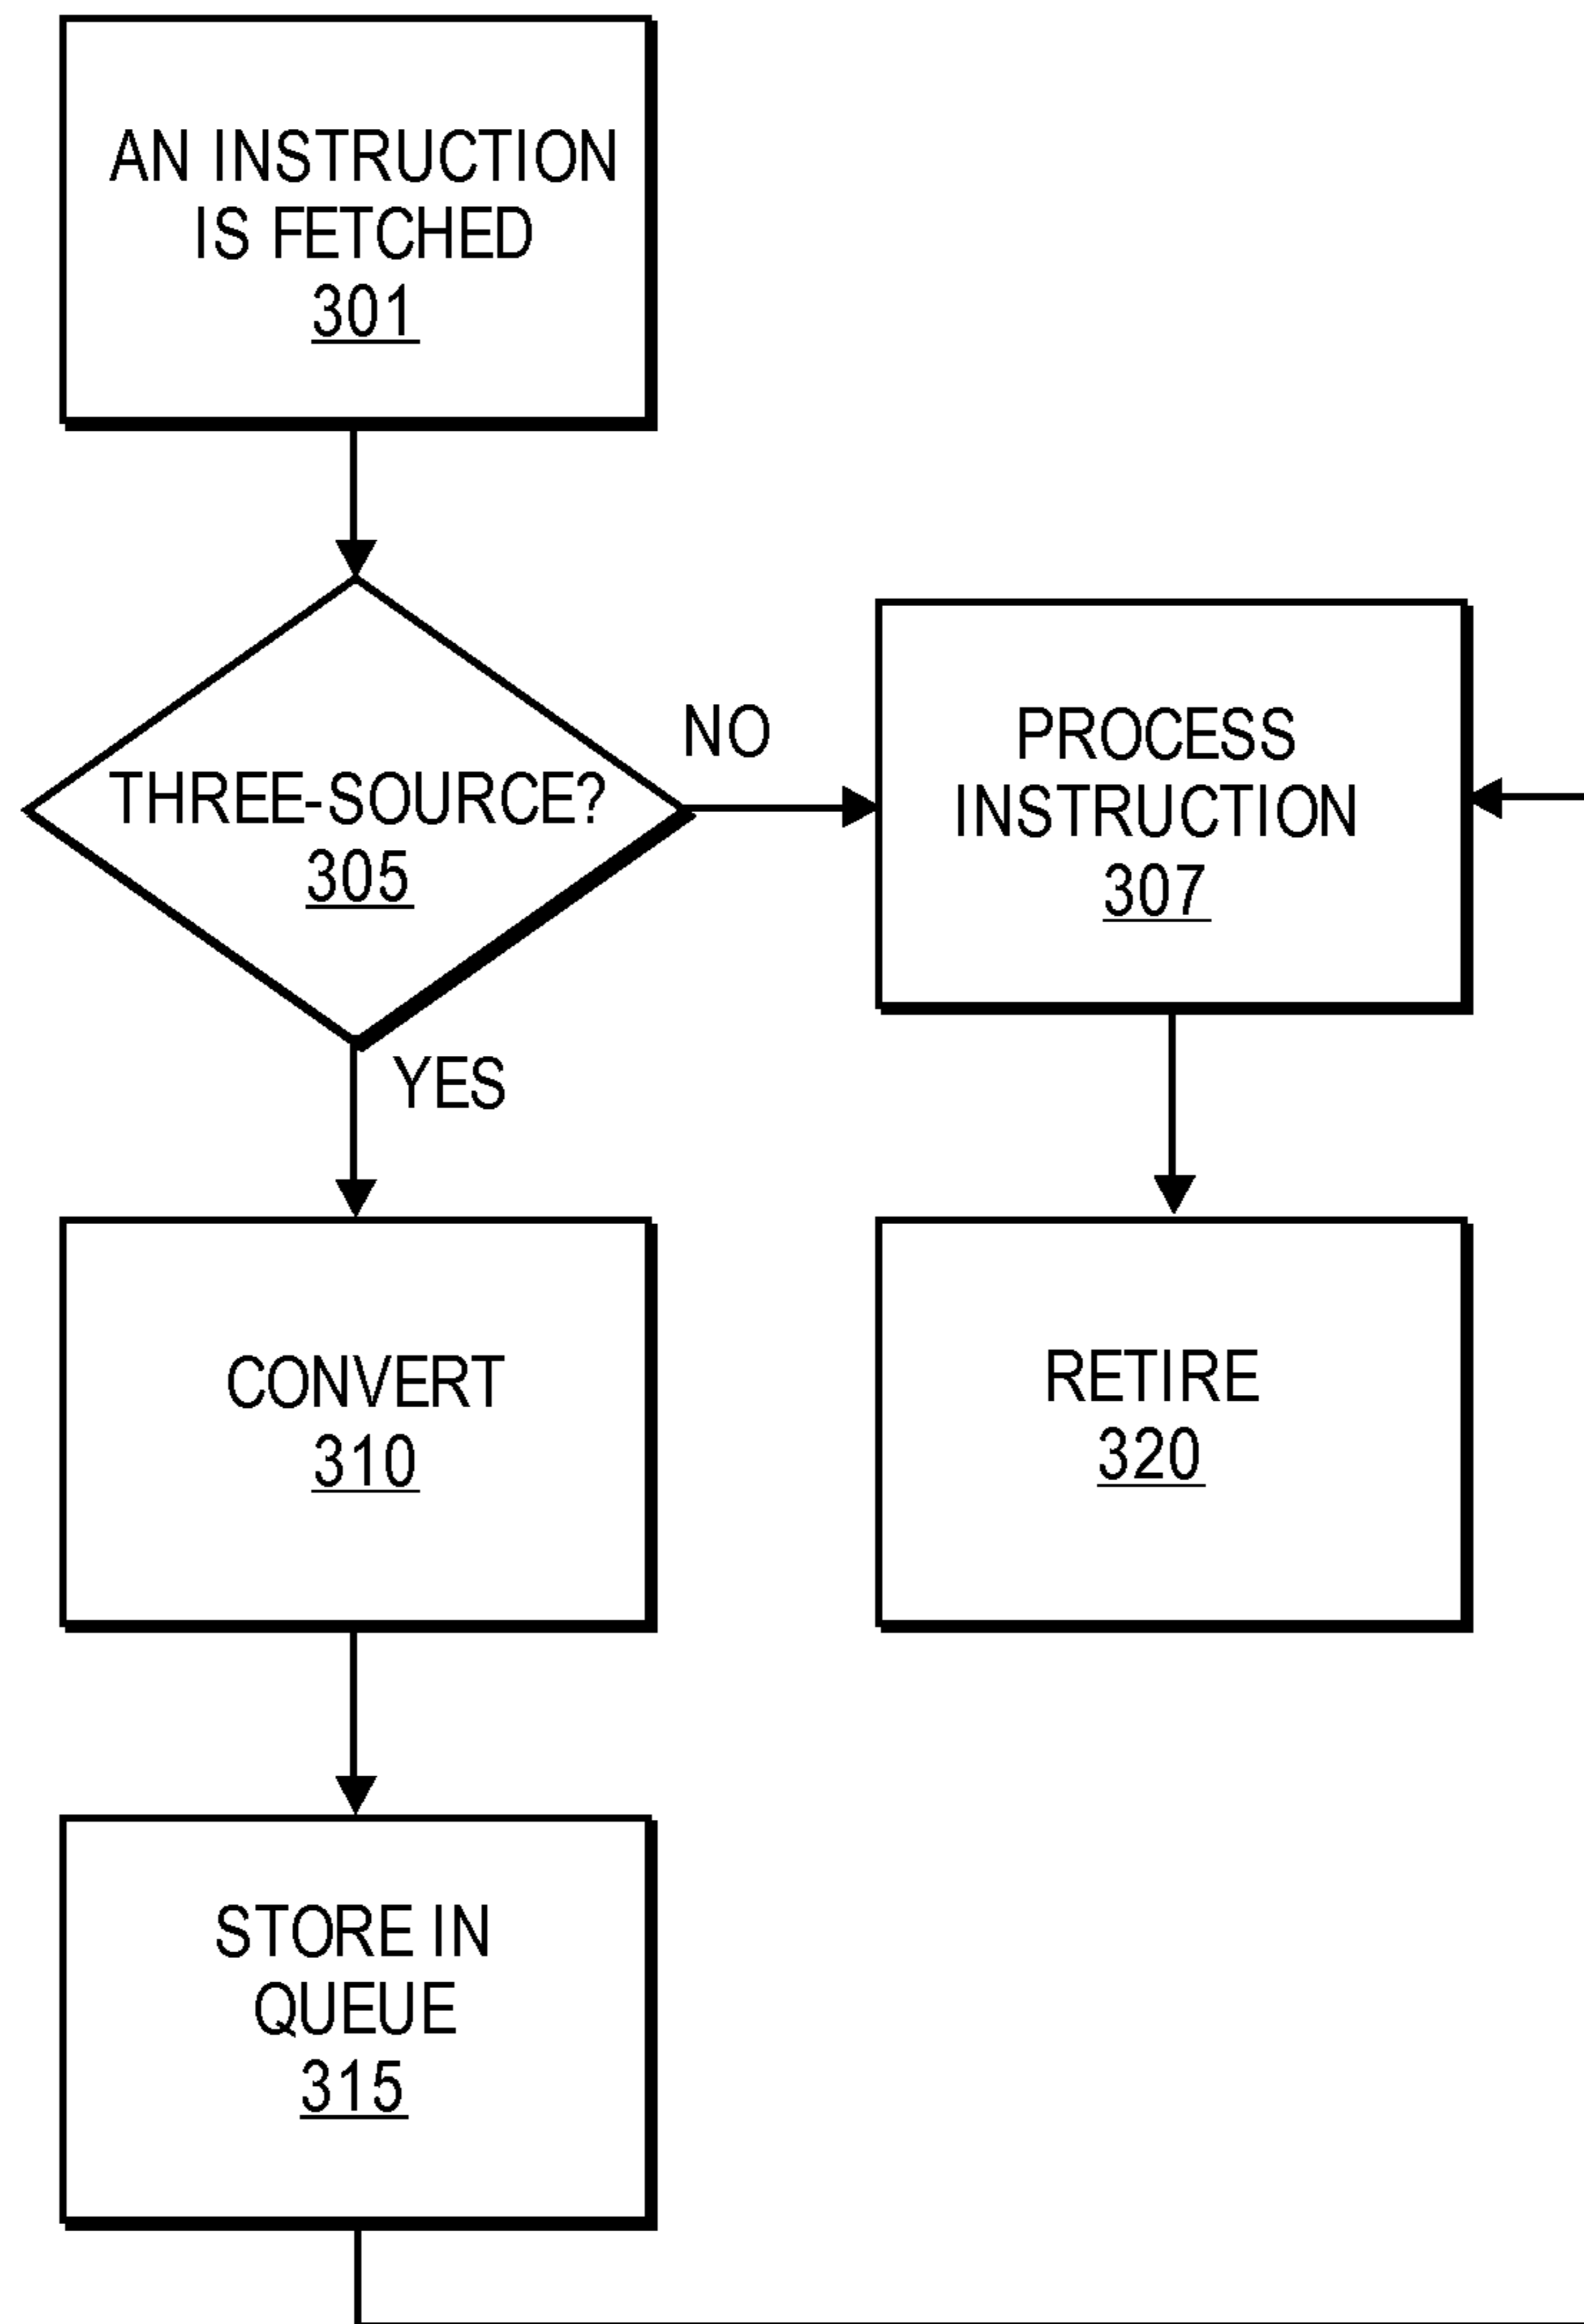 AN INSTRUCTION
IS FETCHED
301
THREE-SOURCE?
305
NO
YES
PROCESS
INSTRUCTION
307
CONVERT
310
RETIRE
320
STORE IN
QUEUE
315